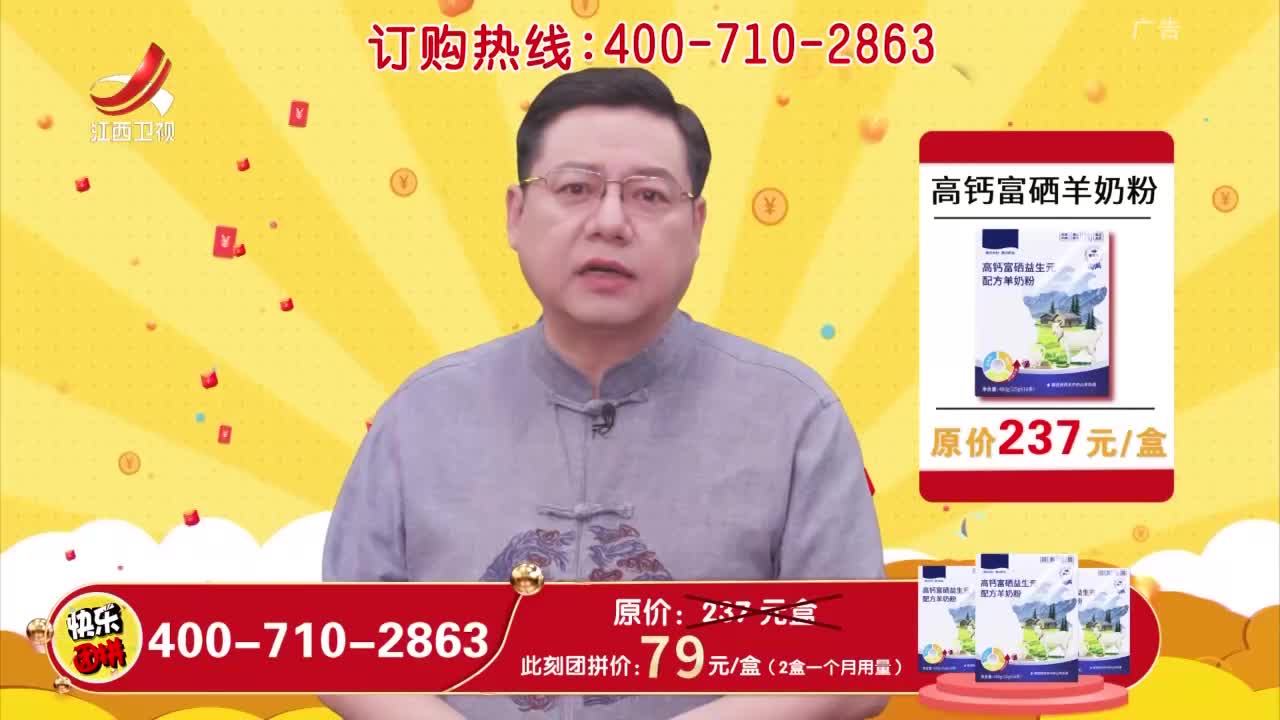 订购热线:400-710-2863
广告
江西卫视
高钙富硒羊奶粉
高钙富硒益生元
配方羊奶粉
原价237元/盒
快乐
团拼
400-710-2863
原价：237元盒
此刻团拼价：79元/盒（2盒一个月用量）
高钙富硒益生元
配方羊奶粉